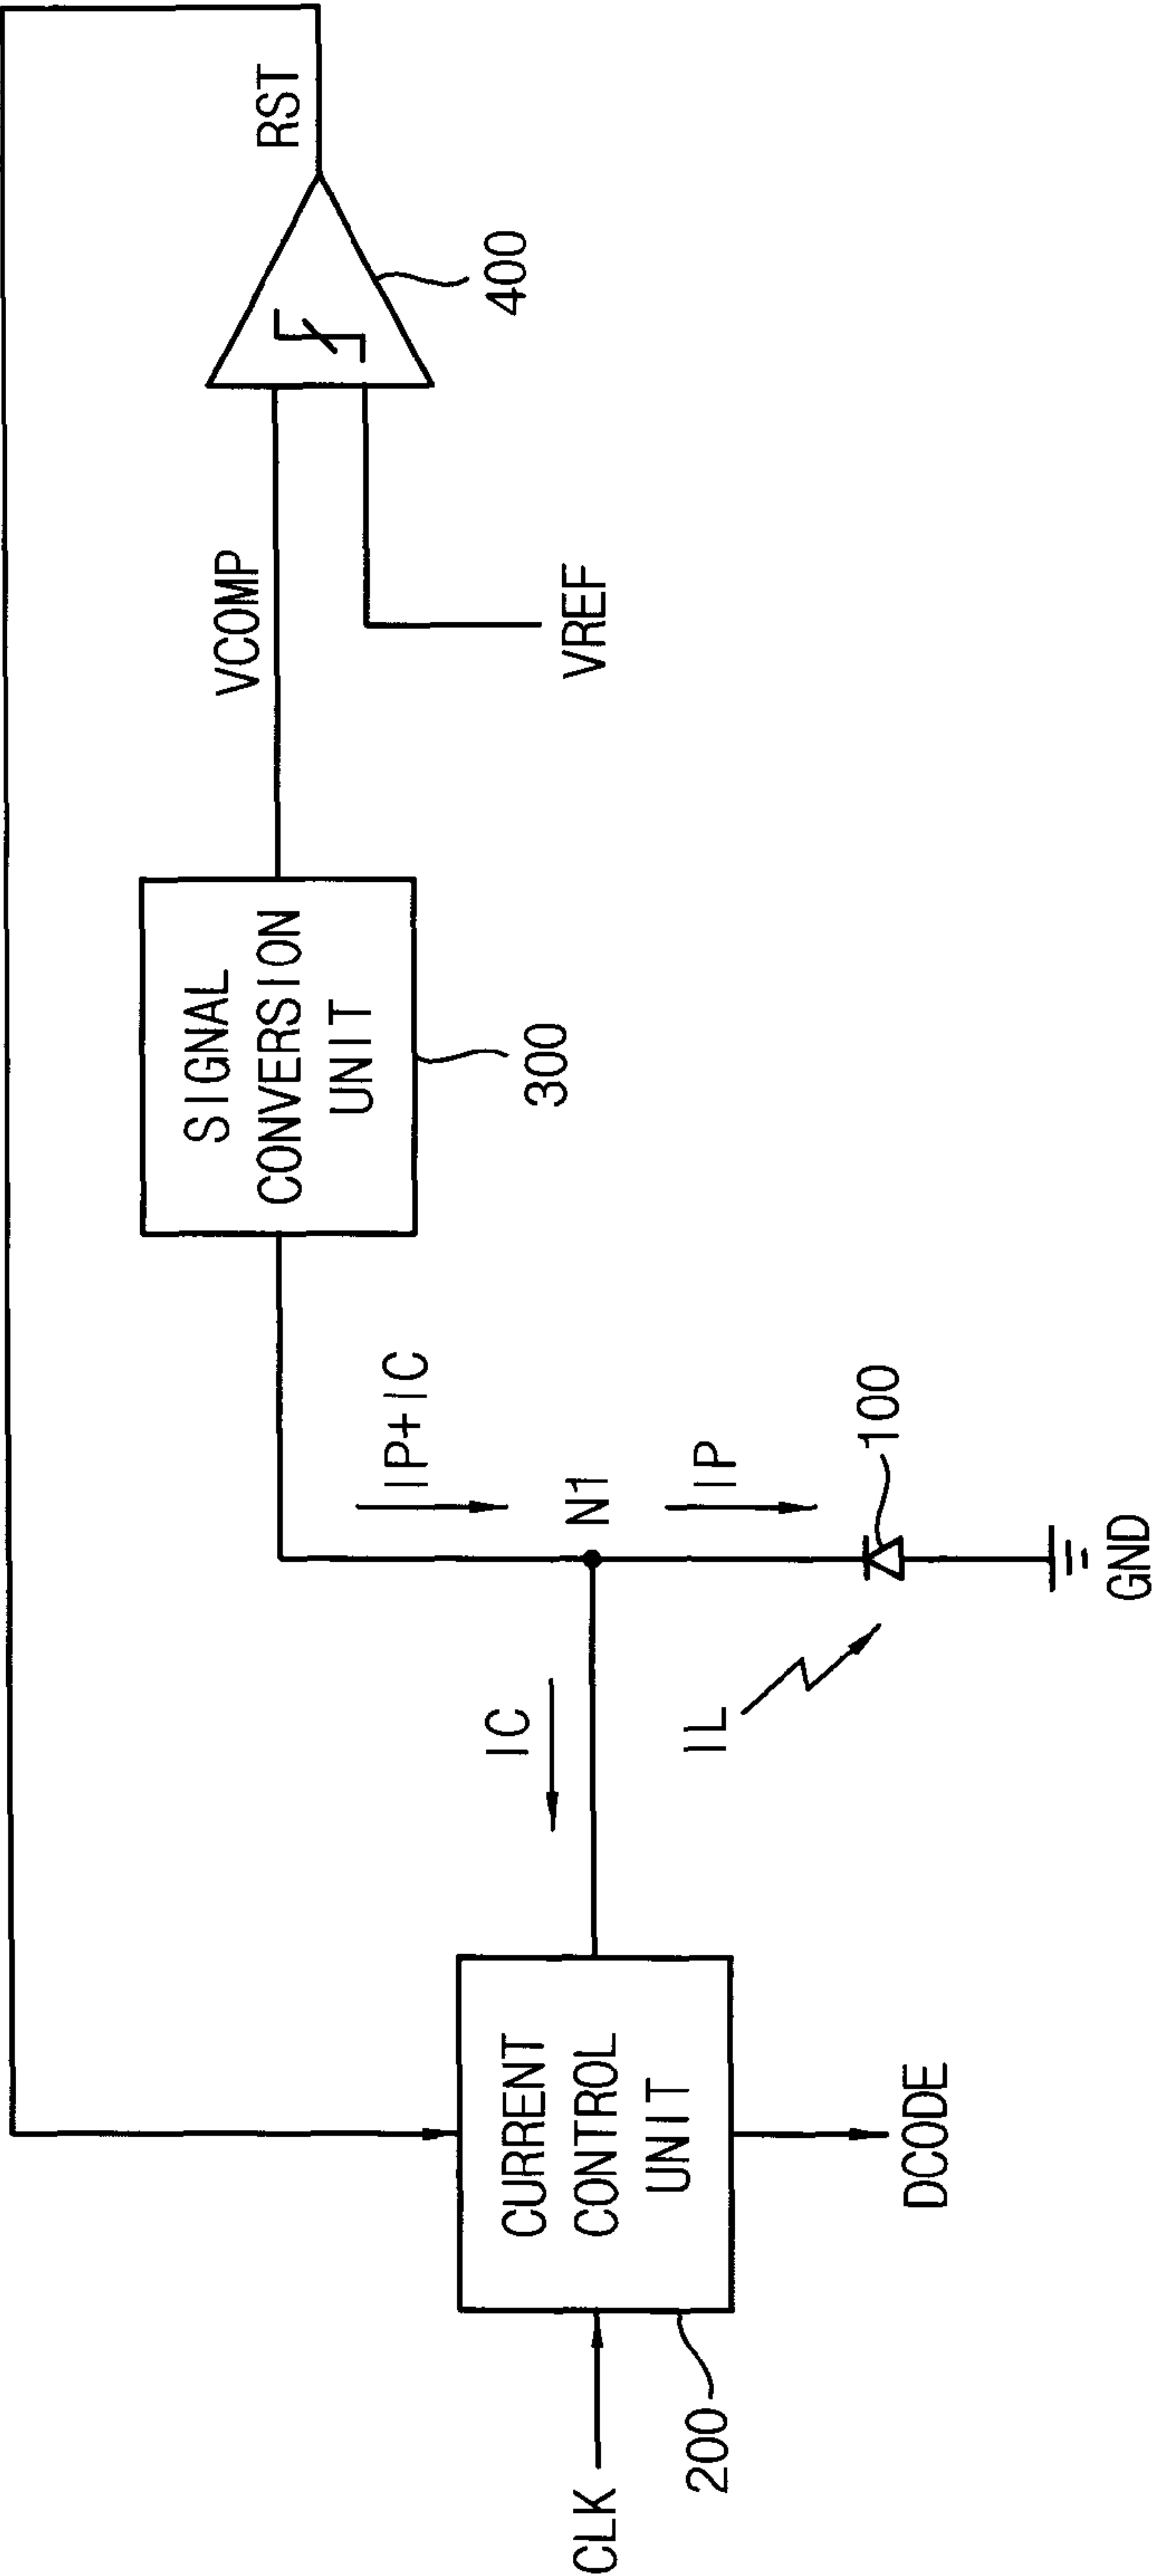 RST
400
VCOMP
VREF
SIGNAL
CONVERSION
UNIT
300
IP+IC
N1
IP
100
GND
IC
IL
CURRENT
CONTROL
UNIT
DCODE
CLK
200